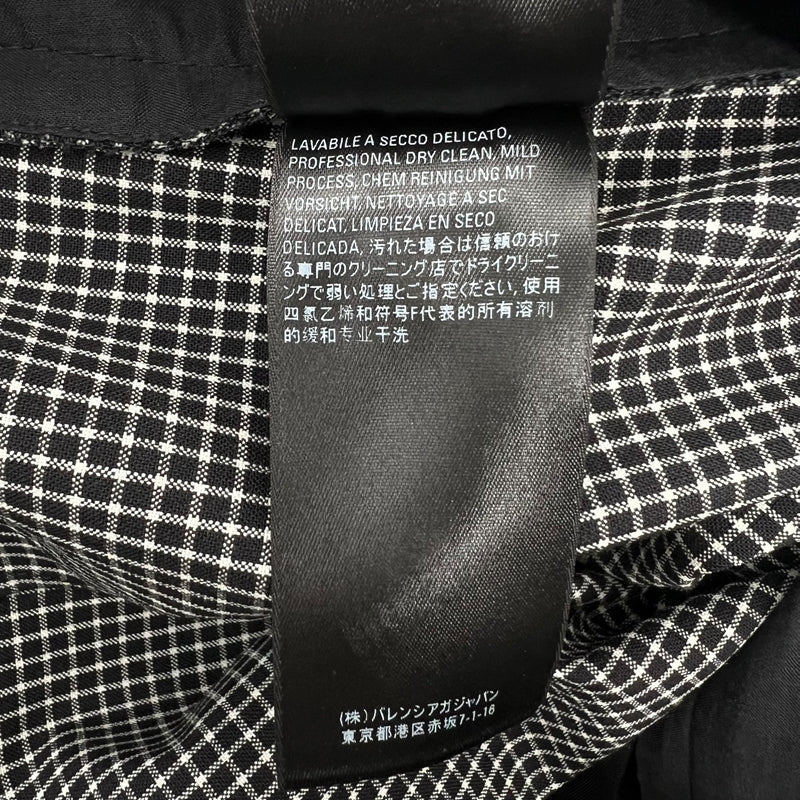 LAVABILE A SECCO DELICATO,
PROFESSIONAL DRY CLEAN, MILD
PROCESS, CHEM REINIGUNG MIT
VORSICHT, NETTOYAGE A SEC
DELICAT, LIMPIEZA EN SECO
DELICADA, 汚れた場合は信頼のおけ
る専門のクリーニング店でドライクリーニ
ングで弱い処理とご指定ください, 使用
四氯乙烯和符号F代表的所有溶剂
的缓和专业干洗
(株) バレンシアガジャパン
東京都港区赤坂7-1-16